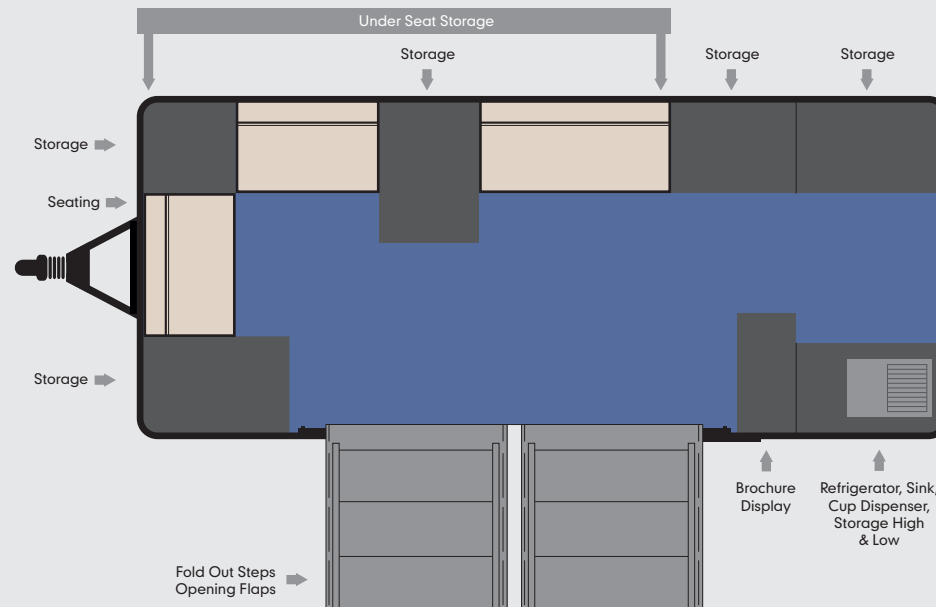 Under Seat Storage
Storage
Storage
Storage
Storage
Seating
Storage
Brochure
Display
Refrigerator, Sink,
Cup Dispenser,
Storage High
& Low
Fold Out Steps
Opening Flaps